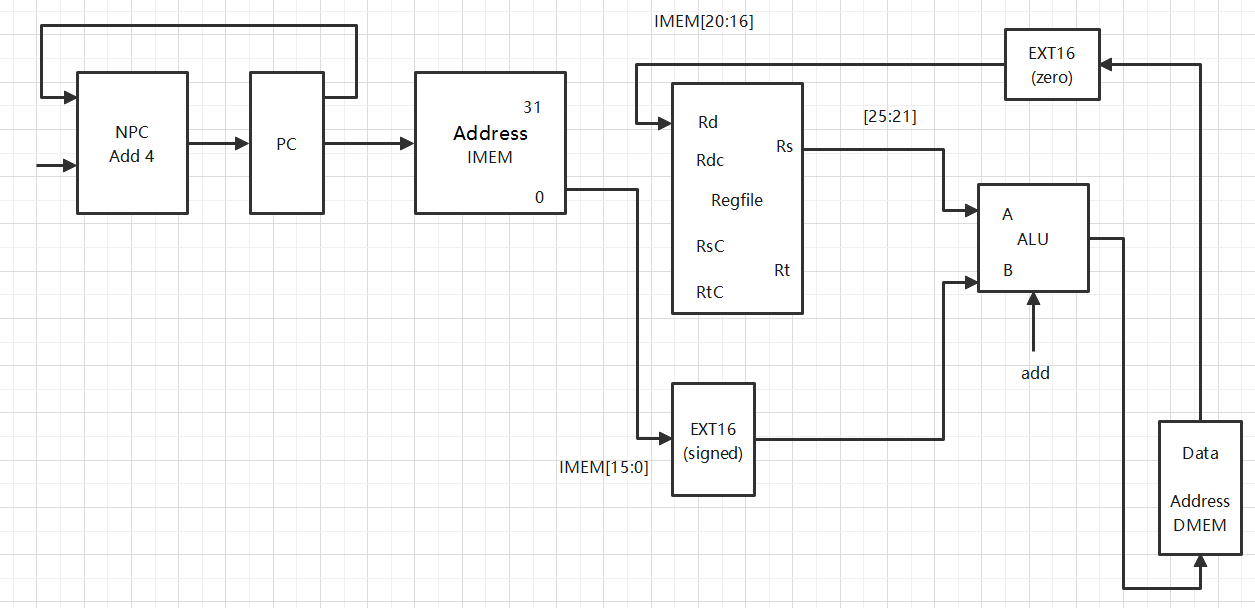 IMEM[20:16]
EXT16
(zero)
NPC
Add 4
PC
31
Address
IMEM
0
Rd
Rdc
Regfile
RsC
RtC
Rs
Rt
[25:21]
A
ALU
B
add
EXT16
(signed)
IMEM[15:0]
Data
Address
DMEM